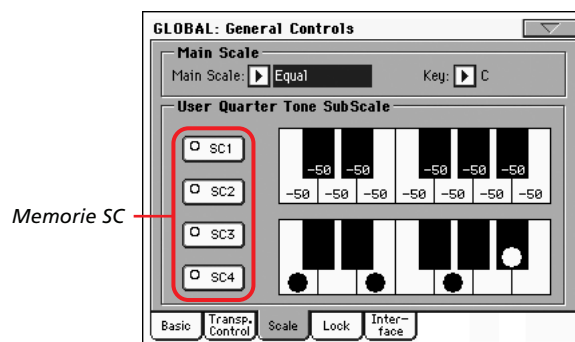 GLOBAL: General Controls
Main Scale
Main Scale: Equal Key: C
User Quarter Tone SubScale
SC1
-50 -50 -50 -50 -50
-50 -50 -50 -50 -50 -50 -50
SC2
Memorie SC
SC3
SC4
Basic Transp. Control Scale Lock Inter-face